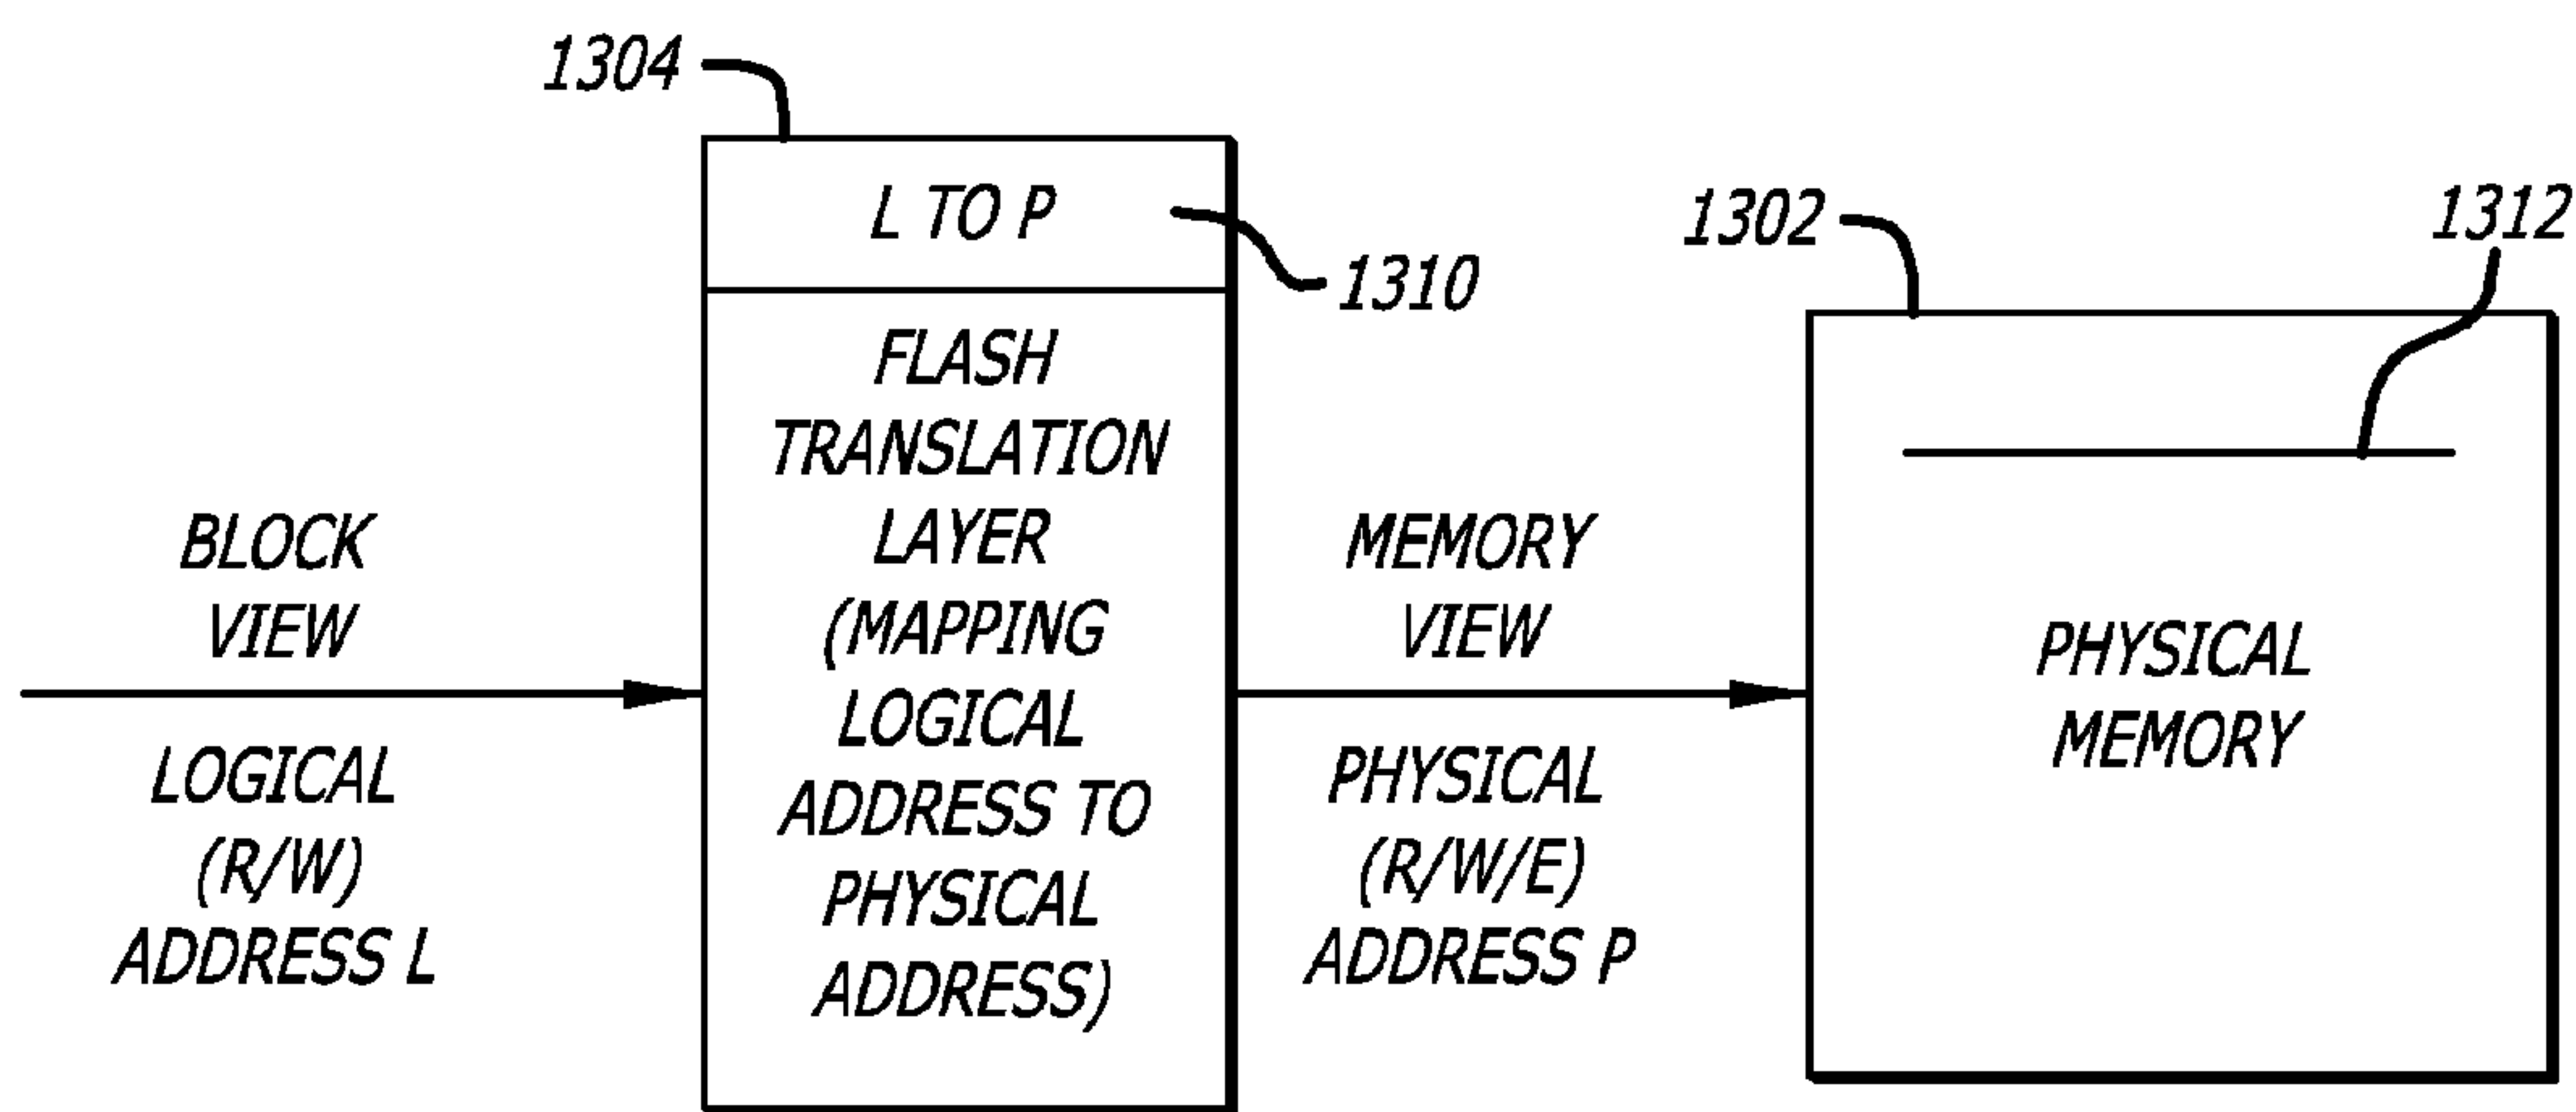 1304
L TO P
1310
1302
1312
FLASH
TRANSLATION
LAYER
(MAPPING
LOGICAL
ADDRESS TO
PHYSICAL
ADDRESS)
BLOCK
VIEW
LOGICAL
(R/W)
ADDRESS L
MEMORY
VIEW
PHYSICAL
(R/W/E)
ADDRESS P
PHYSICAL
MEMORY